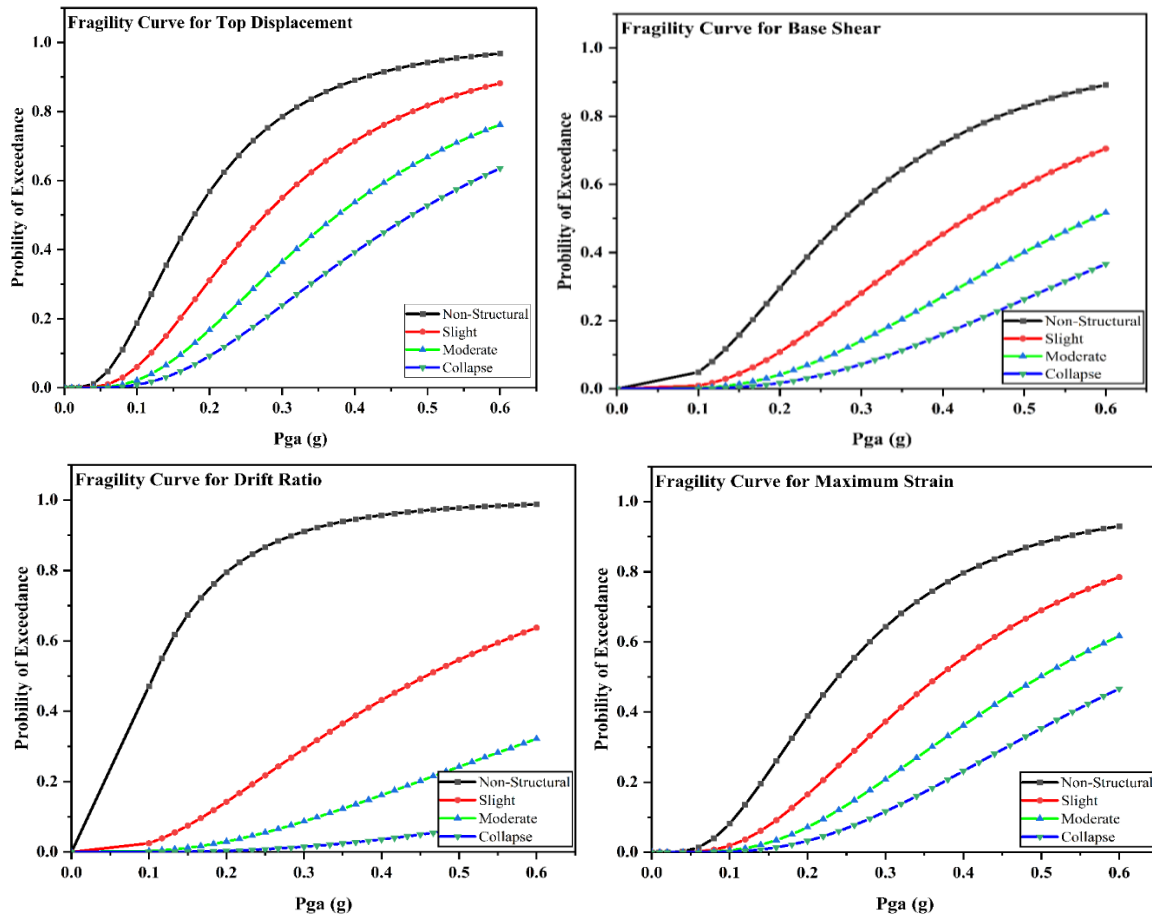 Fragility Curve for Top Displacement
1.0
0.8
0.6
0.4
0.2
0.0
Probility of Exceedance
Non-Structural
Slight
Moderate
Collapse
0.0 0.1 0.2 0.3 0.4 0.5 0.6
Pga (g)
Fragility Curve for Base Shear
1.0
0.8
0.6
0.4
0.2
0.0
Probility of Exceedance
Non-Structural
Slight
Moderate
Collapse
0.0 0.1 0.2 0.3 0.4 0.5 0.6
Pga (g)
Fragility Curve for Drift Ratio
1.0
0.8
0.6
0.4
0.2
0.0
Probility of Exceedance
Non-Structural
Slight
Moderate
Collapse
0.0 0.1 0.2 0.3 0.4 0.5 0.6
Pga (g)
Fragility Curve for Maximum Strain
1.0
0.8
0.6
0.4
0.2
0.0
Probility of Exceedance
Non-Structural
Slight
Moderate
Collapse
0.0 0.1 0.2 0.3 0.4 0.5 0.6
Pga (g)